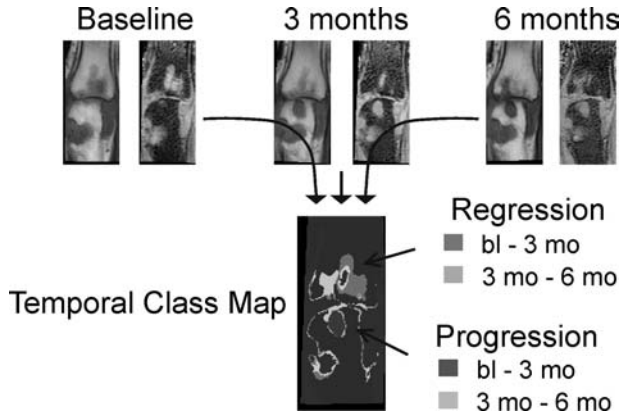 Baseline 3 months 6 months
Regression
bl - 3 mo
3 mo - 6 mo
Temporal Class Map
Progression
bl - 3 mo
3 mo - 6 mo